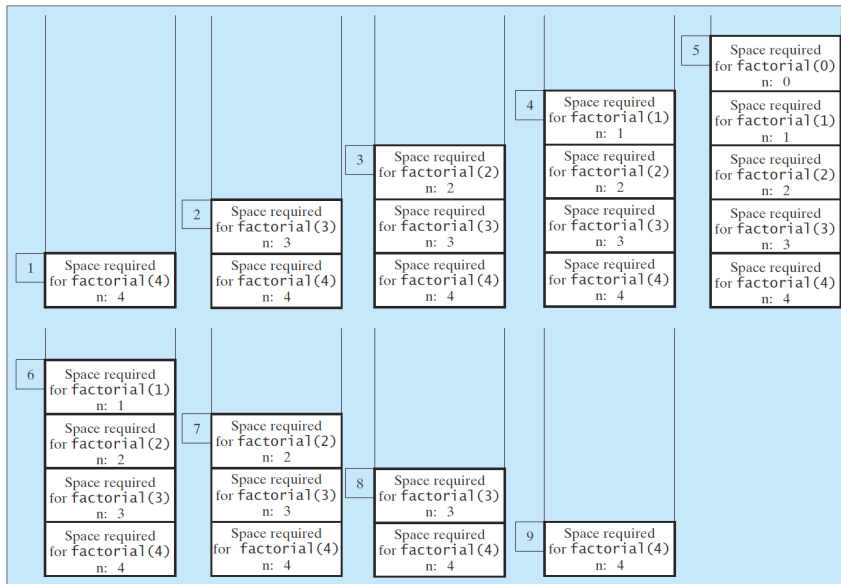 1
Space required
for factorial(4)
n: 4
2
Space required
for factorial(3)
n: 3
Space required
for factorial(4)
n: 4
3
Space required
for factorial(2)
n: 2
Space required
for factorial(3)
n: 3
Space required
for factorial(4)
n: 4
4
Space required
for factorial(1)
n: 1
Space required
for factorial(2)
n: 2
Space required
for factorial(3)
n: 3
Space required
for factorial(4)
n: 4
5
Space required
for factorial(0)
n: 0
Space required
for factorial(1)
n: 1
Space required
for factorial(2)
n: 2
Space required
for factorial(3)
n: 3
Space required
for factorial(4)
n: 4
6
Space required
for factorial(1)
n: 1
Space required
for factorial(2)
n: 2
Space required
for factorial(3)
n: 3
Space required
for factorial(4)
n: 4
7
Space required
for factorial(2)
n: 2
Space required
for factorial(3)
n: 3
Space required
for factorial(4)
n: 4
8
Space required
for factorial(3)
n: 3
Space required
for factorial(4)
n: 4
9
Space required
for factorial(4)
n: 4